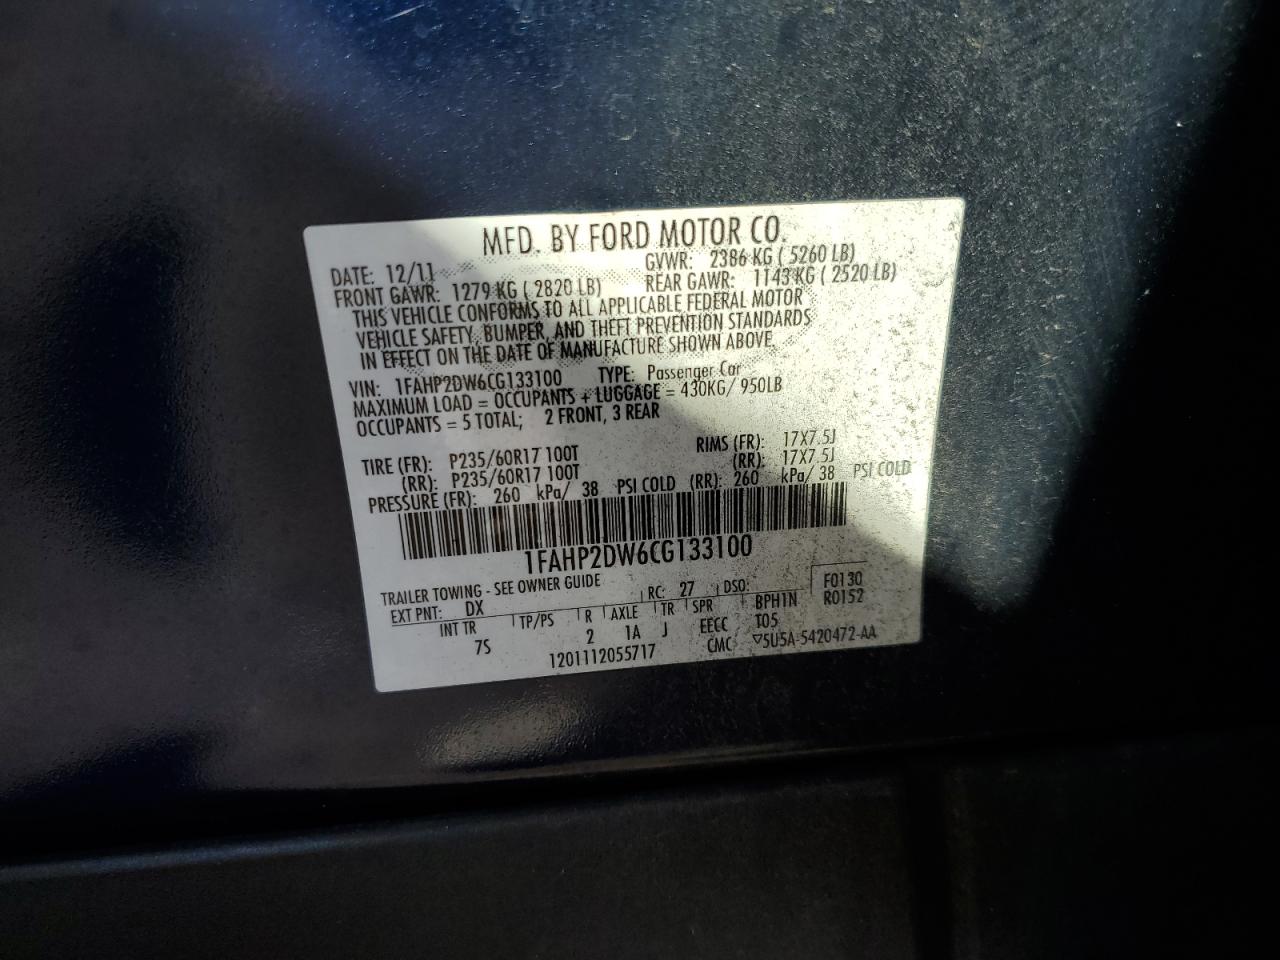 MFD. BY FORD MOTOR CO.
DATE: 12/11 GVWR: 2386 KG ( 5260 LB)
FRONT GAWR: 1279 KG ( 2820 LB) REAR GAWR: 1143 KG ( 2520 LB)
THIS VEHICLE CONFORMS TO ALL APPLICABLE FEDERAL MOTOR
VEHICLE SAFETY, BUMPER, AND THEFT PREVENTION STANDARDS
IN EFFECT ON THE DATE OF MANUFACTURE SHOWN ABOVE.
VIN: 1FAHP2DW6CG133100 TYPE: Passenger Car
MAXIMUM LOAD = OCCUPANTS + LUGGAGE = 430KG/ 950LB
OCCUPANTS = 5 TOTAL; 2 FRONT, 3 REAR
TIRE (FR): P235/60R17 100T RIMS (FR): 17X7.5J
(RR): P235/60R17 100T (RR): 17X7.5J
PRESSURE (FR): 260 kPa/ 38 PSI COLD (RR): 260 kPa/ 38 PSI COLD
1FAHP2DW6CG133100
TRAILER TOWING - SEE OWNER GUIDE
EXT PNT: DX RC: 27 DSO: F0130
INT TR TP/PS R AXLE TR SPR BPH1N R0152
7S 2 1A J EECC T05
1201112055717 CMC ▽5U5A-5420472-AA